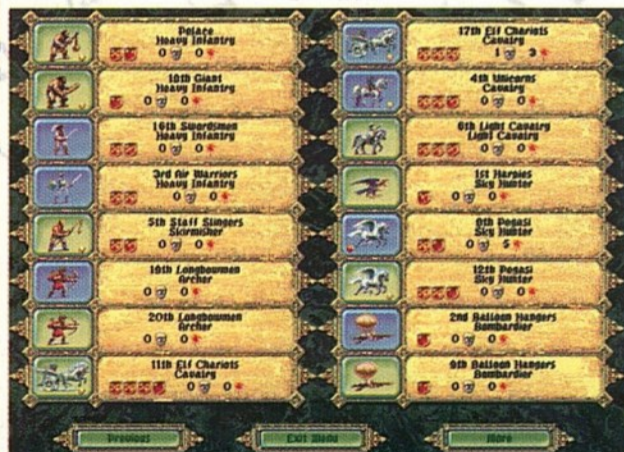 Palace
Heavy Infantry
0 0
10th Giant
Heavy Infantry
0 0
16th Swordsmen
Heavy Infantry
0 0
3rd Air Warriors
Heavy Infantry
0 0
5th Staff Slingers
Skirmisher
0 0
Longbowmen
Archer
0 0
20th Longbowmen
Archer
0 0
11th Elf Chariots
Cavalry
0 0
17th Elf Chariots
Cavalry
1 3
4th Unicorns
Cavalry
0 0
6th Light Cavalry
Light Cavalry
0 0
1st Harpies
Sky Hunter
0 0
Pegasi
Sky Hunter
0 5
12th Pegasi
Sky Hunter
0 0
2nd Balloon Hangers
Bombardier
0 0
9th Balloon Hangers
Bombardier
0 0
Previous
Exit Menu
More